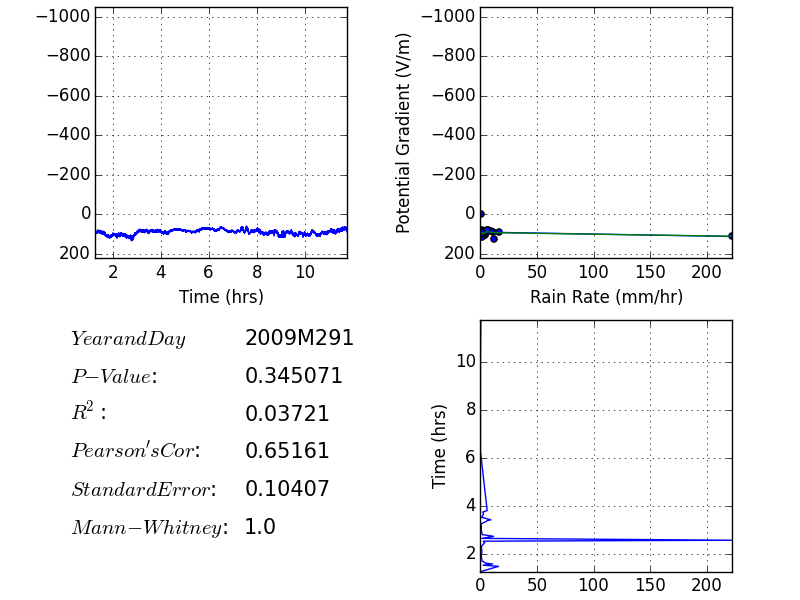 −1000
−800
−600
−400
−200
0
200
2 4 6 8 10
Time (hrs)
Potential Gradient (V/m)
−1000
−800
−600
−400
−200
0
200
0 50 100 150 200
Rain Rate (mm/hr)
YearandDay 2009M291
P−Value: 0.345071
R²: 0.03721
Pearson'sCor: 0.65161
StandardError: 0.10407
Mann−Whitney: 1.0
Time (hrs)
10
8
6
4
2
0 50 100 150 200